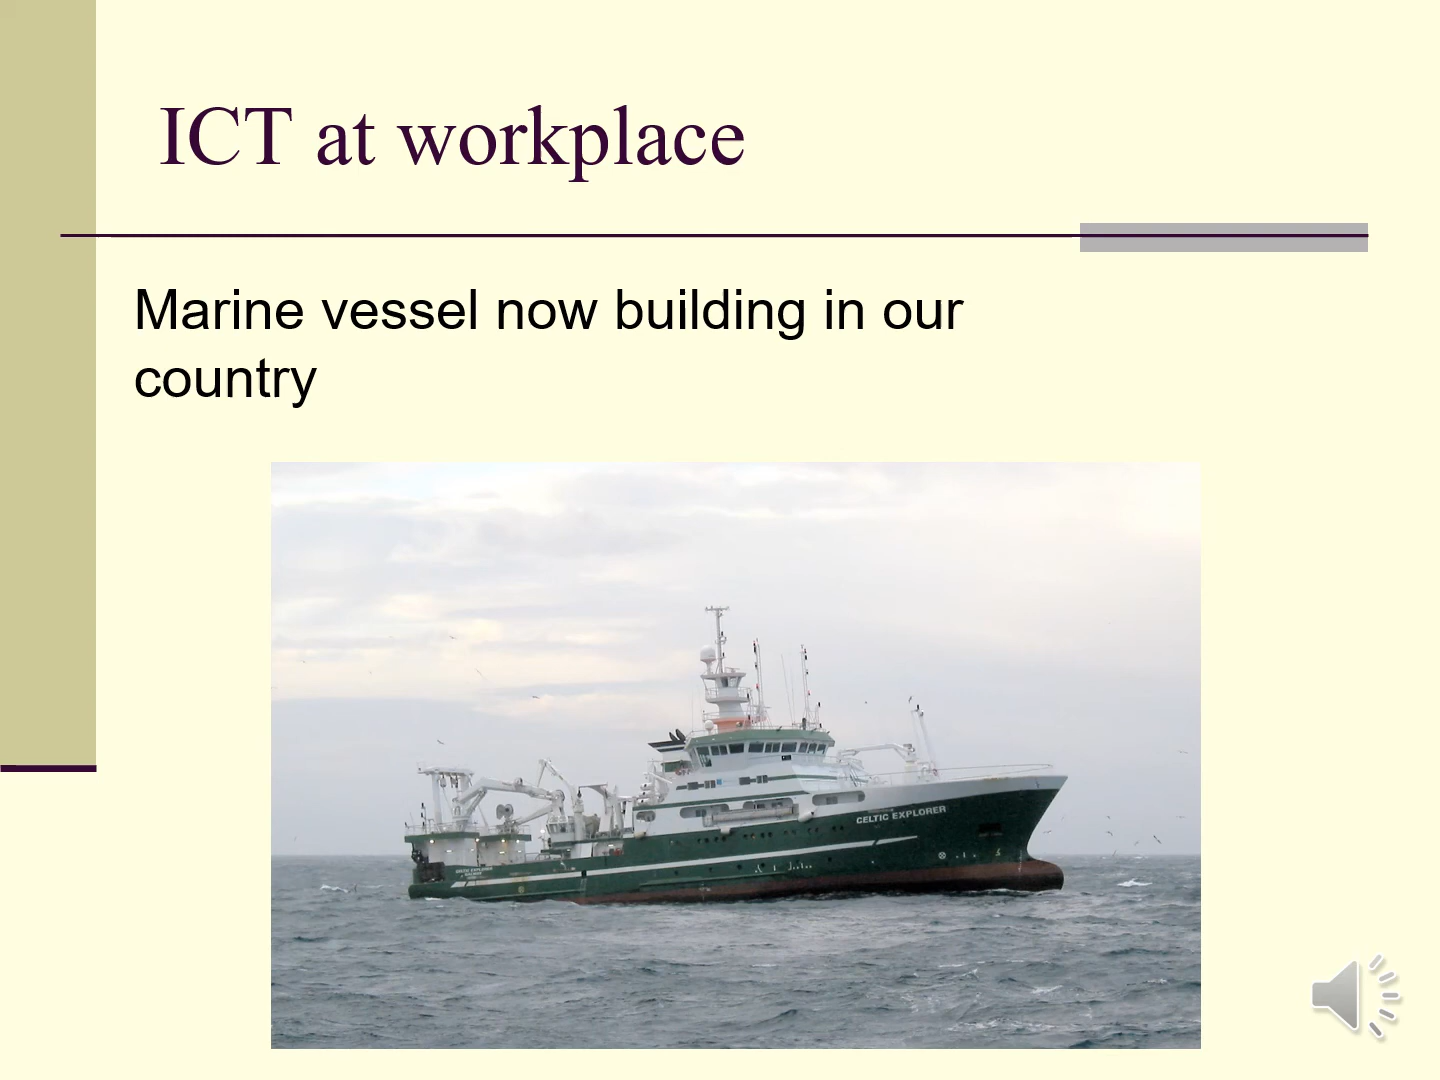 ICT at workplace
Marine vessel now building in our
country
CELTIC EXPLORER